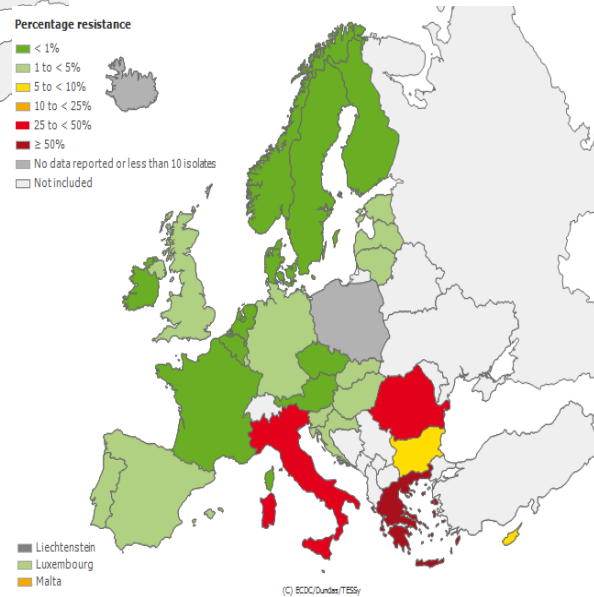 Percentage resistance
< 1%
1 to < 5%
5 to < 10%
10 to < 25%
25 to < 50%
≥ 50%
No data reported or less than 10 isolates
Not included
Liechtenstein
Luxembourg
Malta
(C) ECDC/Dundas/TESSy